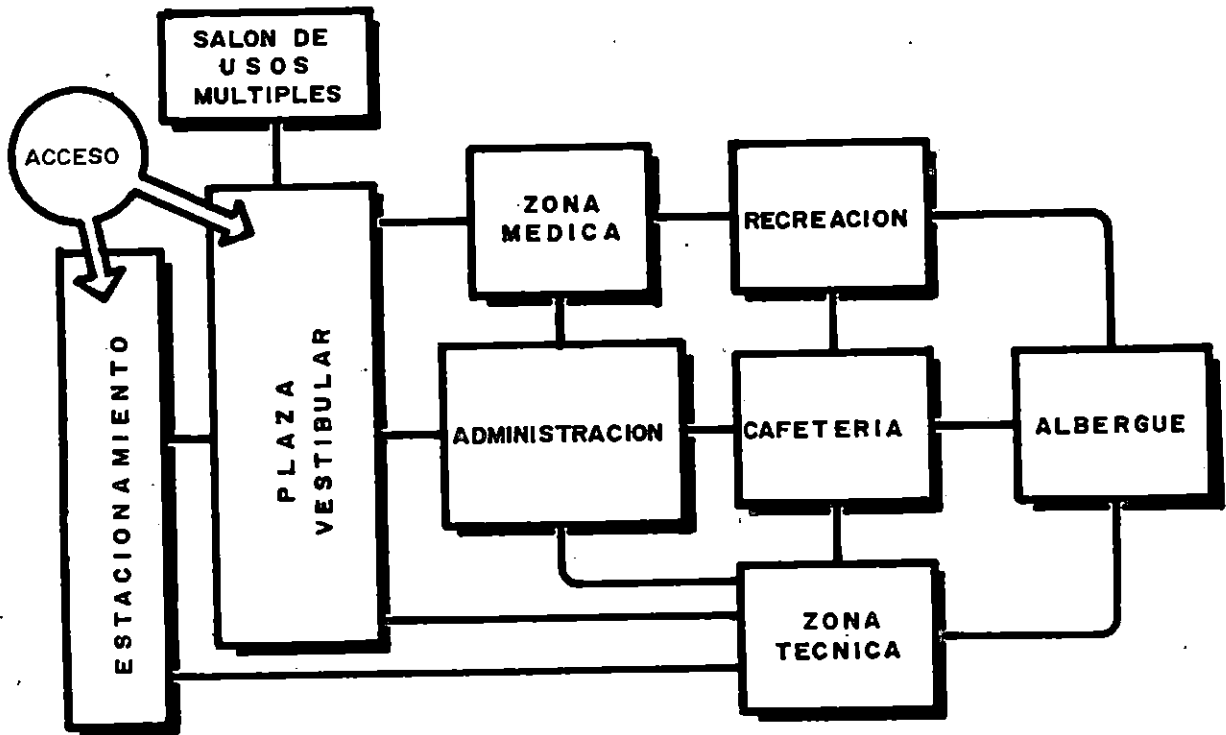 SALON DE
USOS
MULTIPLES
ACCESO
ZONA
MEDICA
RECREACION
ESTACIONAMIENTO
PLAZA
VESTIBULAR
ADMINISTRACION
CAFETERIA
ALBERGUE
ZONA
TECNICA